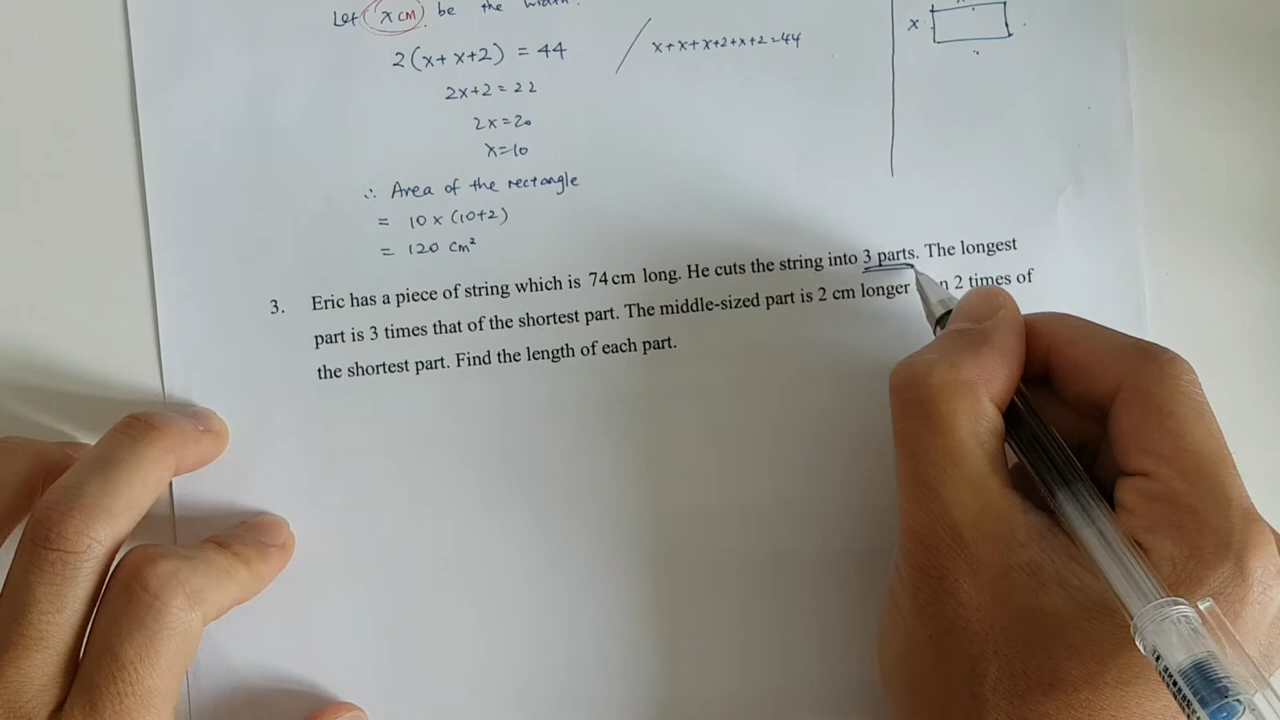 Let x cm be the width.
2(x+x+2) = 44 / x+x+x+2+x+2=44
x
2x+2=22
2x=20
x=10
∴ Area of the rectangle
= 10×(10+2)
= 120 cm²
3. Eric has a piece of string which is 74 cm long. He cuts the string into 3 parts. The longest
part is 3 times that of the shortest part. The middle-sized part is 2 cm longer 2 times of
the shortest part. Find the length of each part.